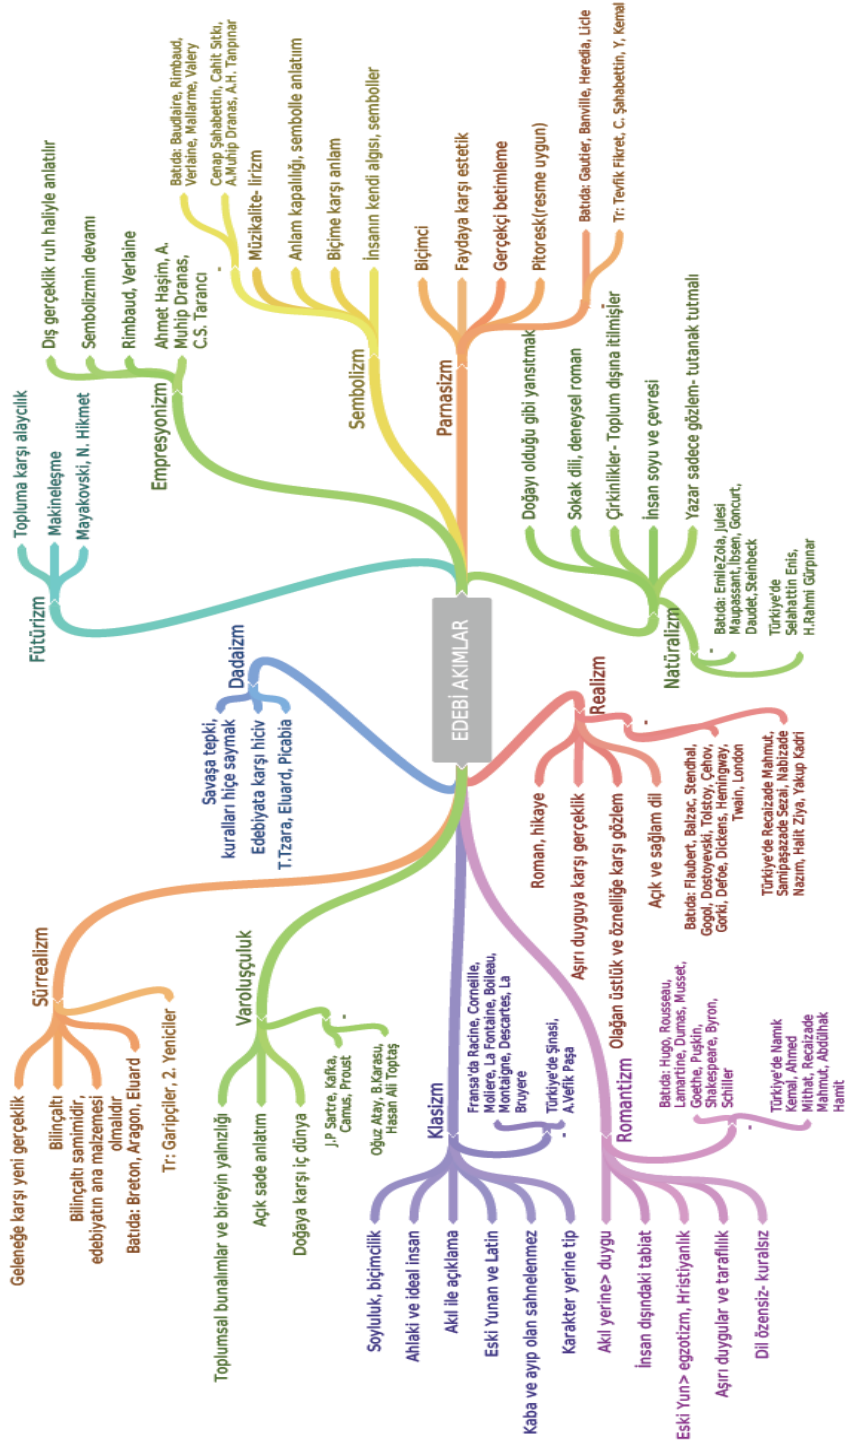 EDEBİ AKIMLAR
Sürrealizm
Geleneğe karşı yeni gerçeklik
Bilinçaltı
Bilinçaltı samimidir,
edebiyatın ana malzemesi
olmalıdır
Batıda: Breton, Aragon, Eluard
Tr: Garipçiler, 2. Yeniciler
Varoluşçuluk
Toplumsal bunalımlar ve bireyin yalnızlığı
Açık sade anlatım
Doğaya karşı iç dünya
J.P Sartre, Kafka,
Camus, Proust
Oğuz Atay, B.Karasu,
Hasan Ali Toptaş
Klasizm
Soyluluk, biçimcilik
Ahlaki ve ideal insan
Akıl ile açıklama
Eski Yunan ve Latin
Kaba ve ayıp olan sahnelenmez
Karakter yerine tip
Fransa'da Racine, Corneille,
Moliere, La Fontaine, Boileau,
Montaigne, Descartes, La
Bruyere
Türkiye'de Şinasi,
A.Vefik Paşa
Romantizm
Akıl yerine> duygu
İnsan dışındaki tabiat
Eski Yun> egzotizm, Hristiyanlık
Aşırı duygular ve taraflılık
Dil özensiz- kuralsız
Batıda: Hugo, Rousseau,
Lamartine, Dumas, Musset,
Goethe, Puşkin,
Shakespeare, Byron,
Schiller
Türkiye'de Namık
Kemal, Ahmed
Mithat, Recaizade
Mahmut, Abdülhak
Hamit
Dadaizm
Savaşa tepki,
kuralları hiçe saymak
Edebiyata karşı hiciv
T.Tzara, Eluard, Picabia
Realizm
Roman, hikaye
Aşırı duyguya karşı gerçeklik
Olağan üstlük ve öznelliğe karşı gözlem
Açık ve sağlam dil
Batıda: Flaubert, Balzac, Stendhal,
Gogol, Dostoyevski, Tolstoy, Çehov,
Gorki, Defoe, Dickens, Hemingway,
Twain, London
Türkiye'de Recaizade Mahmut,
Samipaşazade Sezai, Nabizade
Nazım, Halit Ziya, Yakup Kadri
Fütürizm
Topluma karşı alaycılık
Makineleşme
Mayakovski, N. Hikmet
Empresyonizm
Dış gerçeklik ruh haliyle anlatılır
Sembolizmin devamı
Rimbaud, Verlaine
Ahmet Haşim, A.
Muhip Dranas,
C.S. Tarancı
Sembolizm
Batıda: Baudlaire, Rimbaud,
Verlaine, Mallarme, Valery
Cenap Şahabettin, Cahit Sıtkı,
A.Muhip Dranas, A.H. Tanpınar
Müzikalite- lirizm
Anlam kapalılığı, sembolle anlatıım
Biçime karşı anlam
İnsanın kendi algısı, semboller
Parnasizm
Biçimci
Faydaya karşı estetik
Gerçekçi betimleme
Pitoresk(resme uygun)
Batıda: Gautier, Banville, Heredia, Licle
Tr: Tevfik Fikret, C. Şahabettin, Y, Kemal
Natüralizm
Doğayı olduğu gibi yansıtmak
Sokak dili, deneysel roman
Çirkinlikler- Toplum dışına itilmişler
İnsan soyu ve çevresi
Yazar sadece gözlem- tutanak tutmalı
Batıda: EmileZola, Julesi
Maupassant, İbsen, Goncurt,
Daudet, Steinbeck
Türkiye'de
Selahattin Enis,
H.Rahmi Gürpınar